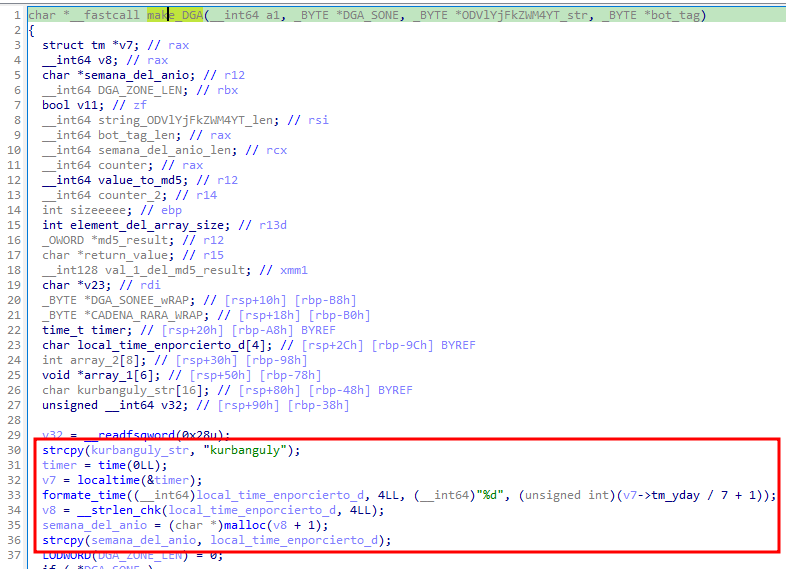 1 char *__fastcall make_DGA(__int64 a1, _BYTE *DGA_SONE, _BYTE *ODVlYjFkZWM4YT_str, _BYTE *bot_tag)
2 {
3 struct tm *v7; // rax
4 __int64 v8; // rax
5 char *semana_del_anio; // r12
6 __int64 DGA_ZONE_LEN; // rbx
7 bool v11; // zf
8 __int64 string_ODVlYjFkZWM4YT_len; // rsi
9 __int64 bot_tag_len; // rax
10 __int64 semana_del_anio_len; // rcx
11 __int64 counter; // rax
12 __int64 value_to_md5; // r12
13 __int64 counter_2; // r14
14 int sizeeeee; // ebp
15 int element_del_array_size; // r13d
16 _OWORD *md5_result; // r12
17 char *return_value; // r15
18 __int128 val_1_del_md5_result; // xmm1
19 char *v23; // rdi
20 _BYTE *DGA_SONEE_wRAP; // [rsp+10h] [rbp-B8h]
21 _BYTE *CADENA_RARA_WRAP; // [rsp+18h] [rbp-B0h]
22 time_t timer; // [rsp+20h] [rbp-A8h] BYREF
23 char local_time_enporcierto_d[4]; // [rsp+2Ch] [rbp-9Ch] BYREF
24 int array_2[8]; // [rsp+30h] [rbp-98h]
25 void *array_1[6]; // [rsp+50h] [rbp-78h]
26 char kurbanguly_str[16]; // [rsp+80h] [rbp-48h] BYREF
27 unsigned __int64 v32; // [rsp+90h] [rbp-38h]
28
29 v32 = __readfsqword(0x28u);
30 strcpy(kurbanguly_str, "kurbanguly");
31 timer = time(0LL);
32 v7 = localtime(&timer);
33 formate_time((__int64)local_time_enporcierto_d, 4LL, (__int64)"%d", (unsigned int)(v7->tm_yday / 7 + 1));
34 v8 = __strlen_chk(local_time_enporcierto_d, 4LL);
35 semana_del_anio = (char *)malloc(v8 + 1);
36 strcpy(semana_del_anio, local_time_enporcierto_d);
37 LODWORD(DGA_ZONE_LEN) = 0;